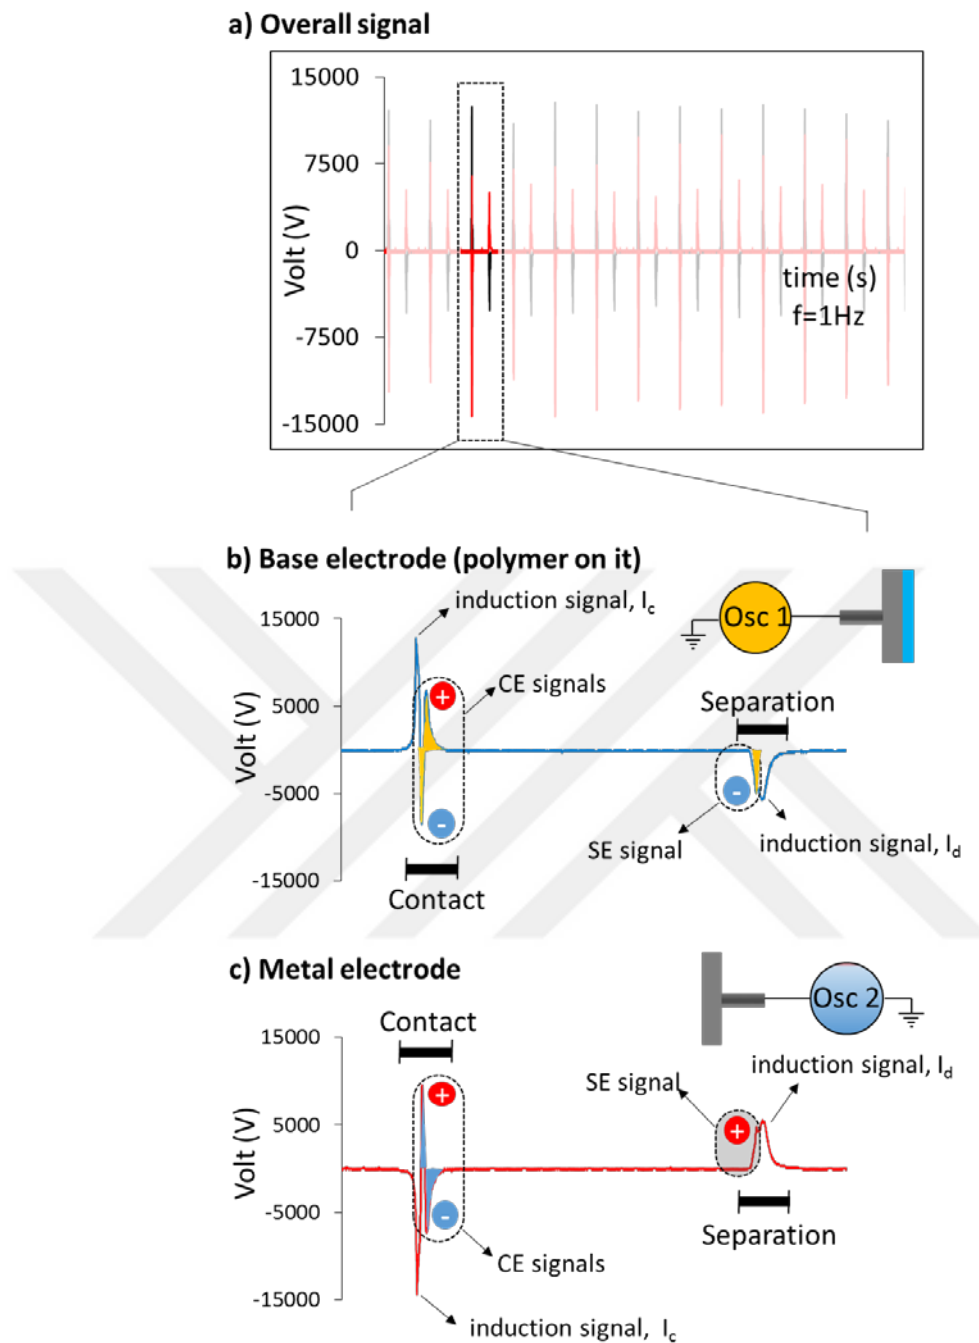 a) Overall signal
15000
7500
0
-7500
-15000
Volt (V)
time (s)
f=1Hz
b) Base electrode (polymer on it)
induction signal, Ic
Osc 1
15000
5000
-5000
-15000
Volt (V)
+
CE signals
-
Contact
Separation
-
SE signal
induction signal, Id
c) Metal electrode
Osc 2
Contact
15000
5000
-5000
-15000
Volt (V)
+
-
CE signals
induction signal, Ic
SE signal
+
induction signal, Id
Separation